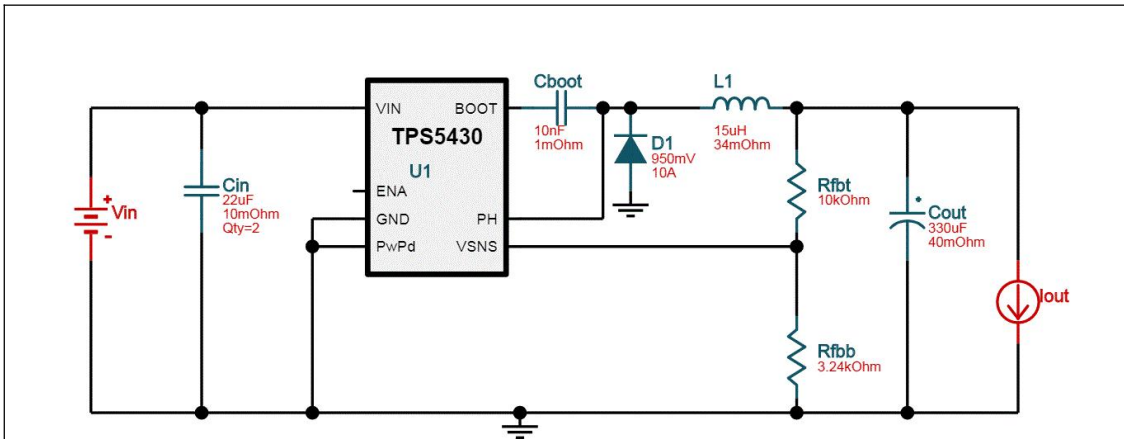 Vin
+
-
Cin
22uF
10mOhm
Qty=2
VIN
BOOT
TPS5430
U1
ENA
GND
PH
PwPd
VSNS
Cboot
10nF
1mOhm
D1
950mV
10A
L1
15uH
34mOhm
Rfbt
10kOhm
Rfbb
3.24kOhm
Cout
330uF
40mOhm
Iout